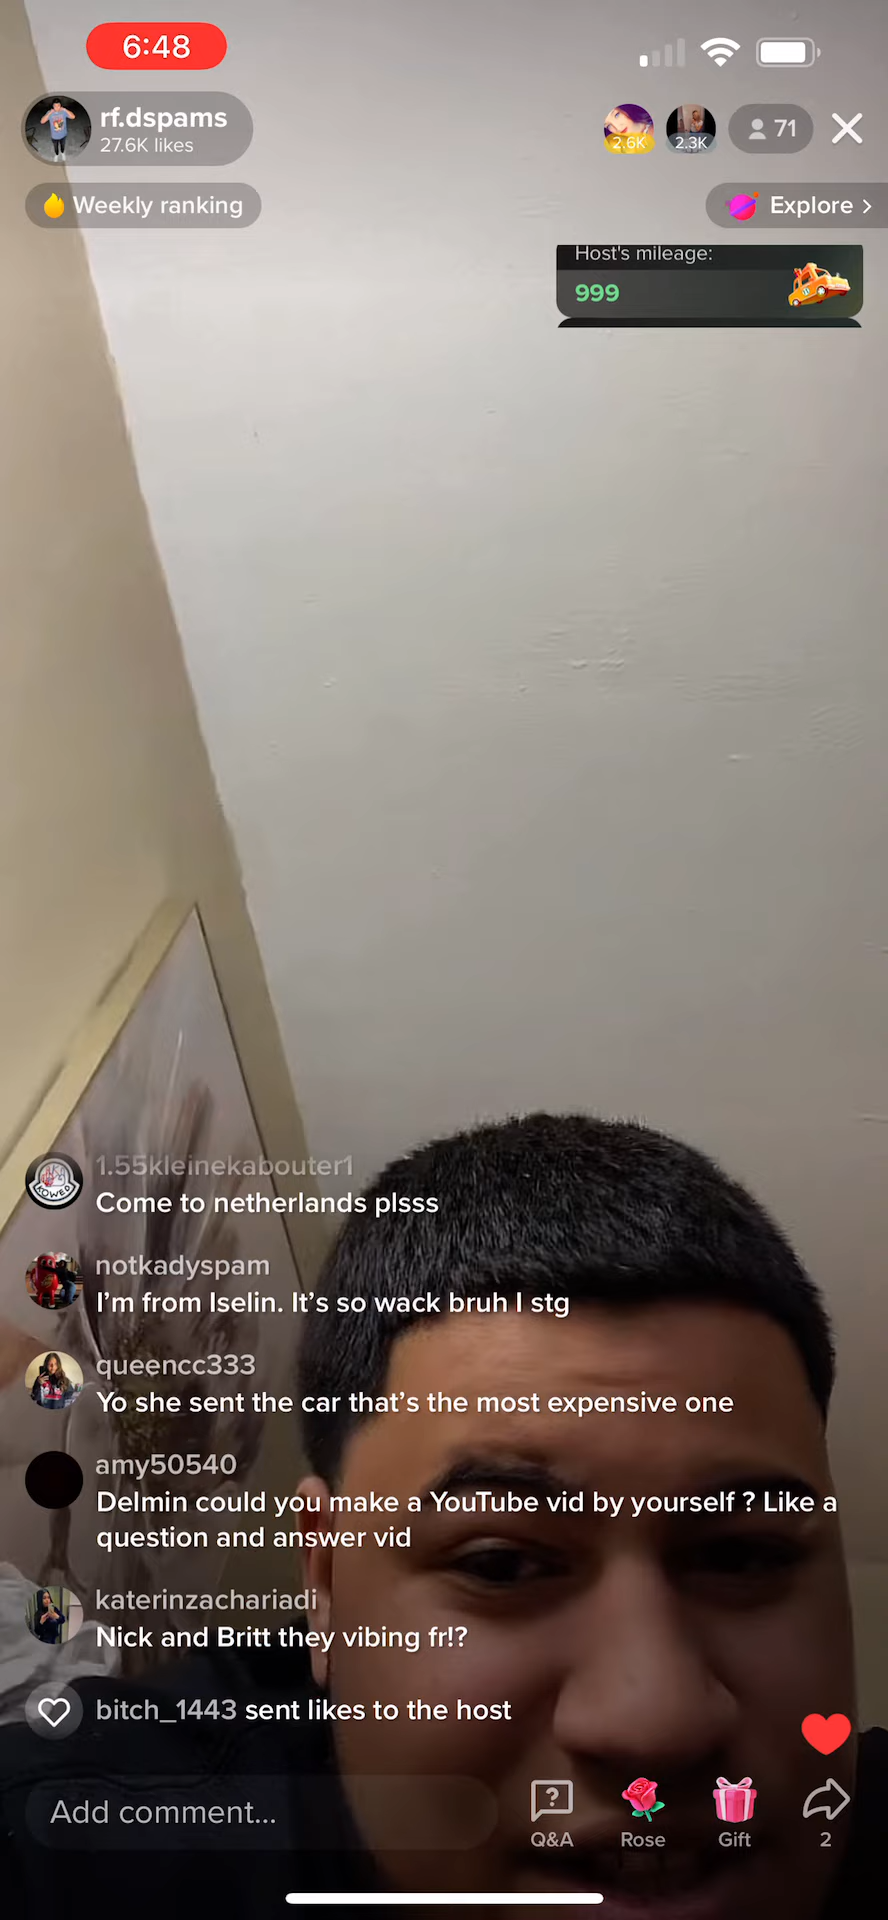 6:48
rf.dspams
27.6K likes
2.6K
2.3K
71
Weekly ranking
Explore >
Host's mileage:
999
1.55kleinekabouter1
Come to netherlands plsss
notkadyspam
I'm from Iselin. It's so wack bruh I stg
queencc333
Yo she sent the car that's the most expensive one
amy50540
Delmin could you make a YouTube vid by yourself ? Like a
question and answer vid
katerinzachariadi
Nick and Britt they vibing fr!?
bitch_1443 sent likes to the host
Add comment...
Q&A
Rose
Gift
2